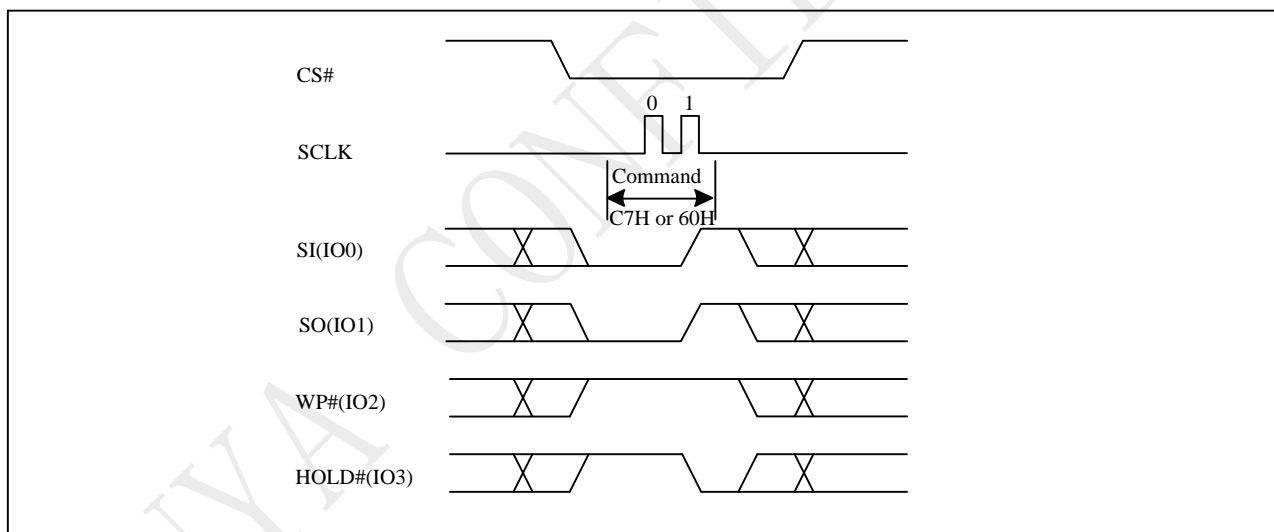 CS#
0 1
SCLK
Command
C7H or 60H
SI(IO0)
SO(IO1)
WP#(IO2)
HOLD#(IO3)